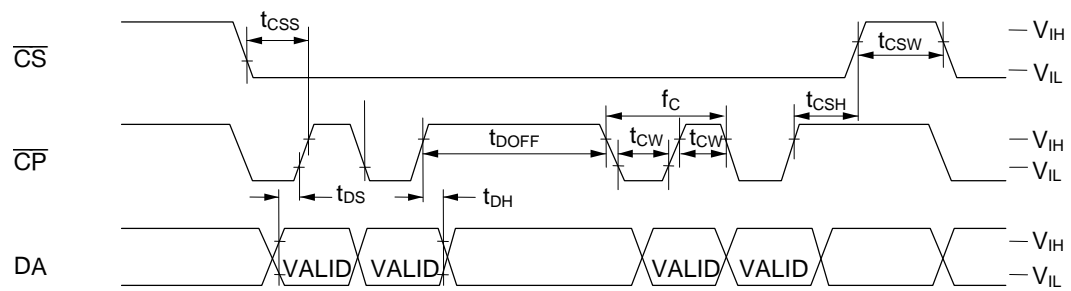 tCSS
CS
tCSW
VIH
VIL
fC
tCSH
CP
tDOFF
tCW
tCW
VIH
VIL
tDS
tDH
DA
VALID
VALID
VALID
VALID
VIH
VIL